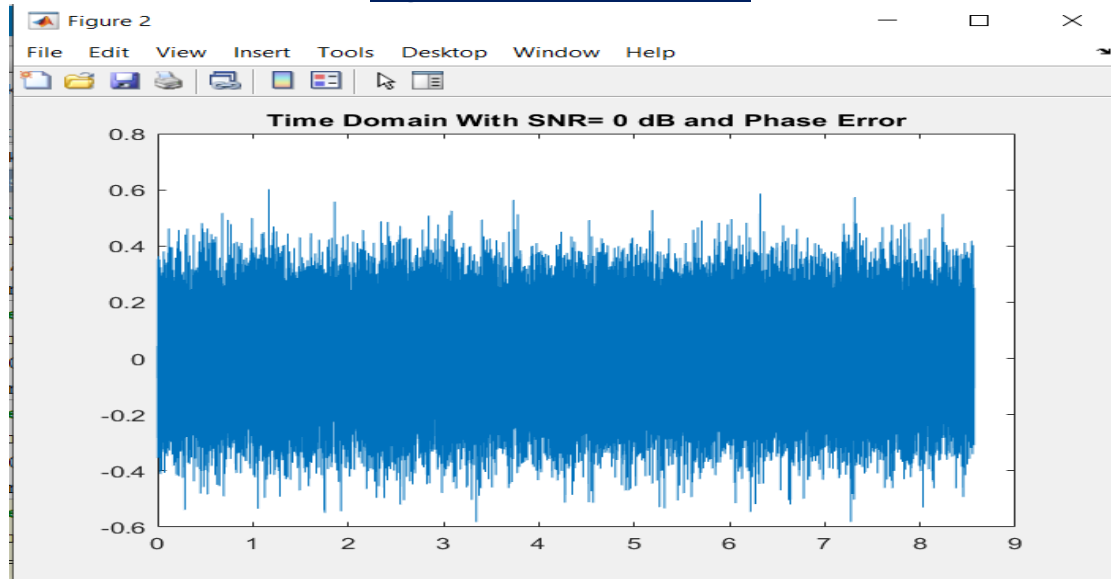 Figure 2
File Edit View Insert Tools Desktop Window Help
Time Domain With SNR= 0 dB and Phase Error
0.8
0.6
0.4
0.2
0
-0.2
-0.4
-0.6
0 1 2 3 4 5 6 7 8 9